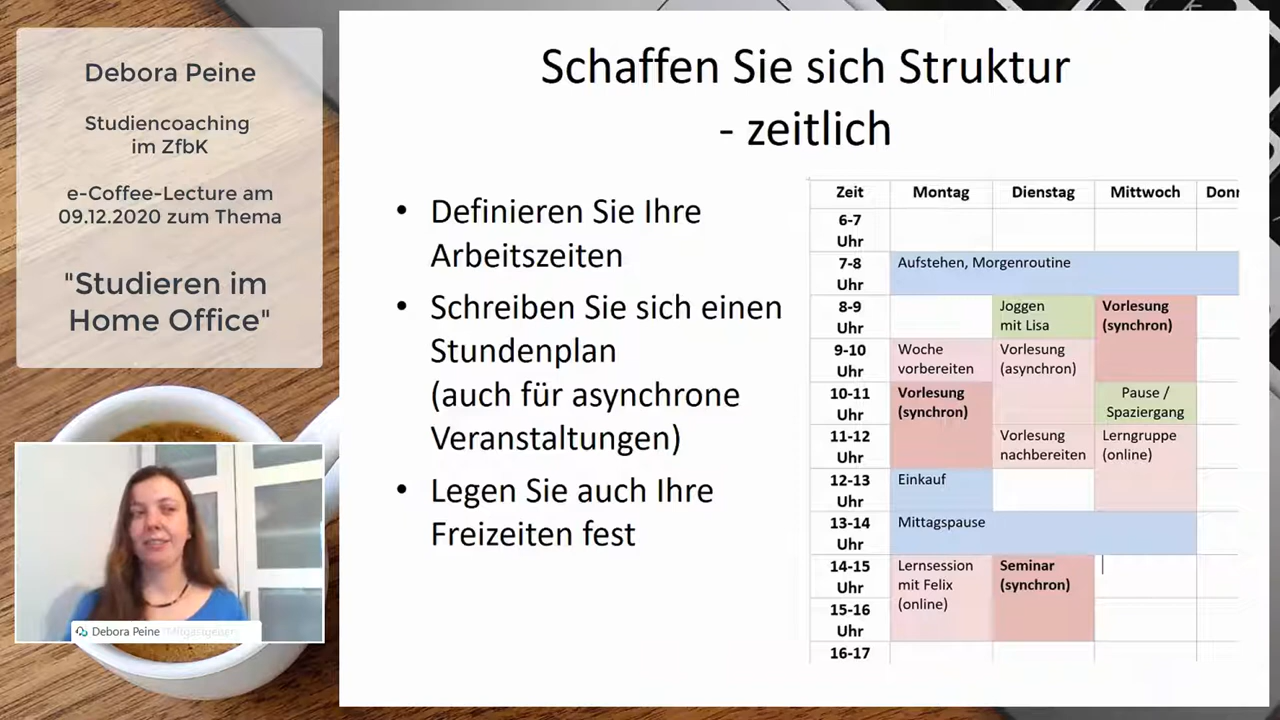 Debora Peine
Studiencoaching
im ZfbK
e-Coffee-Lecture am
09.12.2020 zum Thema
"Studieren im
Home Office"
Debora Peine
Schaffen Sie sich Struktur
- zeitlich
• Definieren Sie Ihre
Arbeitszeiten
• Schreiben Sie sich einen
Stundenplan
(auch für asynchrone
Veranstaltungen)
• Legen Sie auch Ihre
Freizeiten fest
Zeit Montag Dienstag Mittwoch Donr
6-7
Uhr
7-8 Aufstehen, Morgenroutine
Uhr
8-9 Joggen Vorlesung
Uhr mit Lisa (synchron)
9-10 Woche Vorlesung
Uhr vorbereiten (asynchron)
10-11 Vorlesung Pause /
Uhr (synchron) Spaziergang
11-12 Vorlesung Lerngruppe
Uhr nachbereiten (online)
12-13 Einkauf
Uhr
13-14 Mittagspause
Uhr
14-15 Lernsession Seminar
Uhr mit Felix (synchron)
15-16 (online)
Uhr
16-17